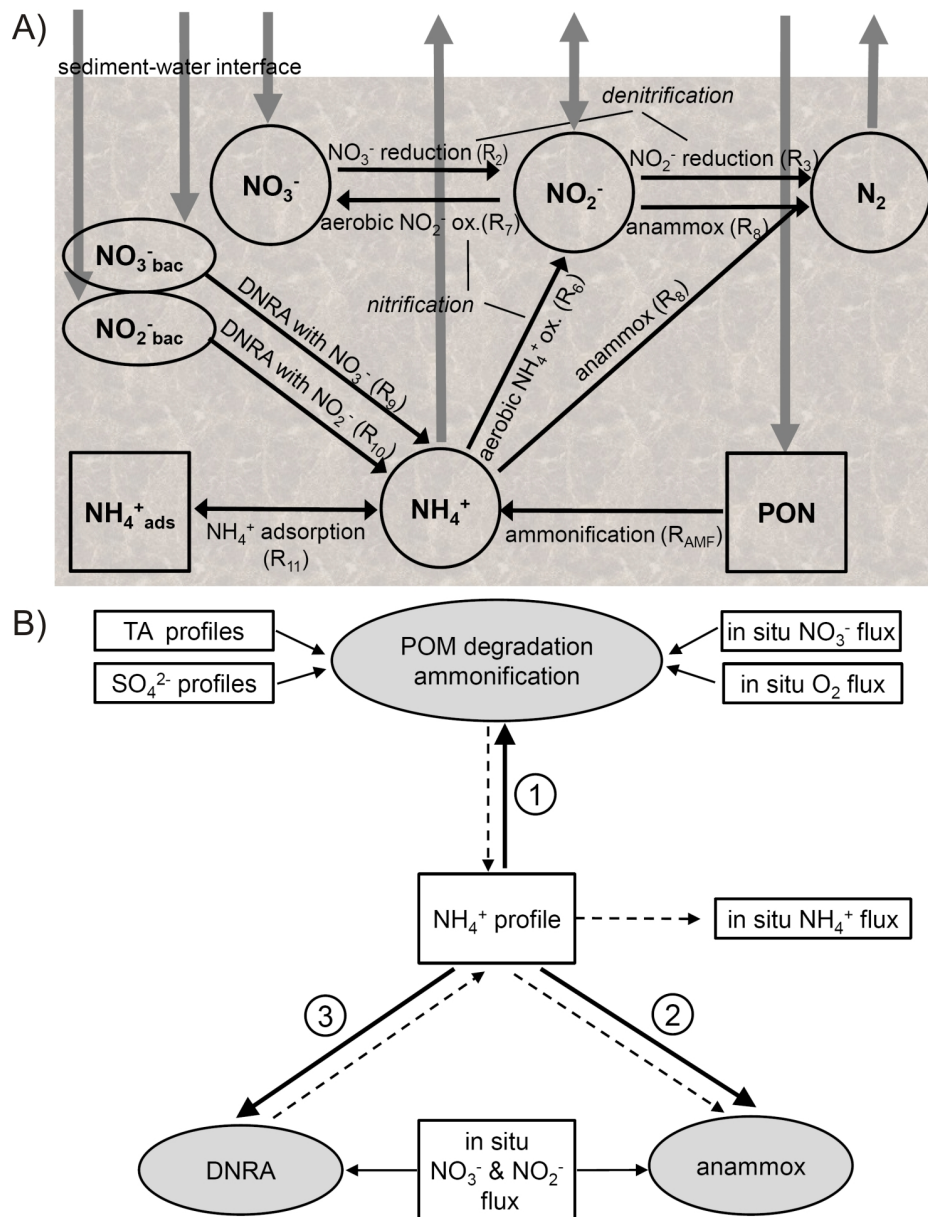 A)
sediment-water interface
denitrification
NO₃⁻ reduction (R₂)
NO₂⁻ reduction (R₃)
NO₃⁻
NO₂⁻
N₂
aerobic NO₂⁻ ox.(R₇)
anammox (R₈)
NO₃⁻ bac
nitrification
NO₂⁻ bac
DNRA with NO₃⁻ (R₉)
DNRA with NO₂⁻ (R₁₀)
aerobic NH₄⁺ ox. (R₆)
anammox (R₈)
NH₄⁺ ads
NH₄⁺ adsorption
(R₁₁)
NH₄⁺
ammonification (R_AMF)
PON
B)
TA profiles
SO₄²⁻ profiles
POM degradation
ammonification
in situ NO₃⁻ flux
in situ O₂ flux
1
NH₄⁺ profile
in situ NH₄⁺ flux
3
2
DNRA
in situ
NO₃⁻ & NO₂⁻
flux
anammox